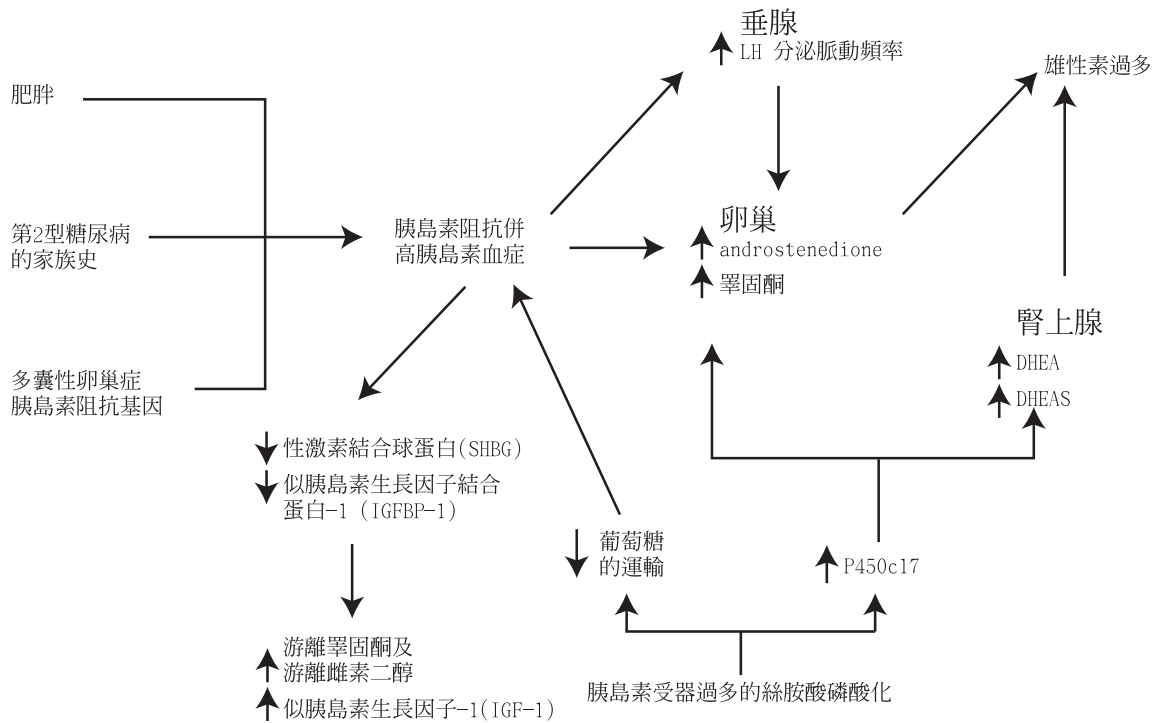 垂腺
LH 分泌脈動頻率
雄性素過多
肥胖
第2型糖尿病
的家族史
胰島素阻抗併
高胰島素血症
卵巢
androstenedione
睪固酮
腎上腺
DHEA
DHEAS
多囊性卵巢症
胰島素阻抗基因
性激素結合球蛋白(SHBG)
似胰島素生長因子結合
蛋白-1 (IGFBP-1)
葡萄糖
的運輸
P450c17
游離睪固酮及
游離雌素二醇
似胰島素生長因子-1(IGF-1)
胰島素受器過多的絲胺酸磷酸化